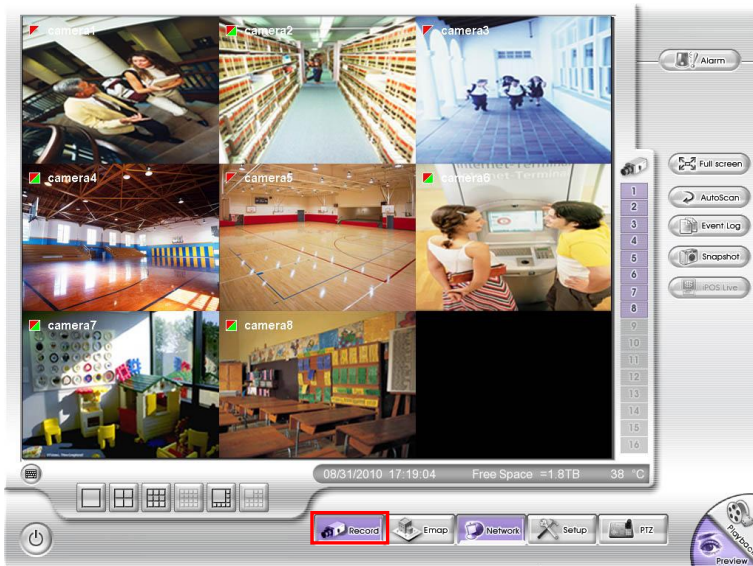 camera1
camera2
camera3
Alarm
Full screen
camera4
camera5
camera6
1
AutoScan
2
3
Event Log
4
5
Snapshot
6
7
iPOS Live
8
camera7
camera8
9
10
11
12
13
14
15
16
08/31/2010 17:19:04 Free Space =1.8TB 38 °C
Record
Emap
Network
Setup
PTZ
Playback
Preview